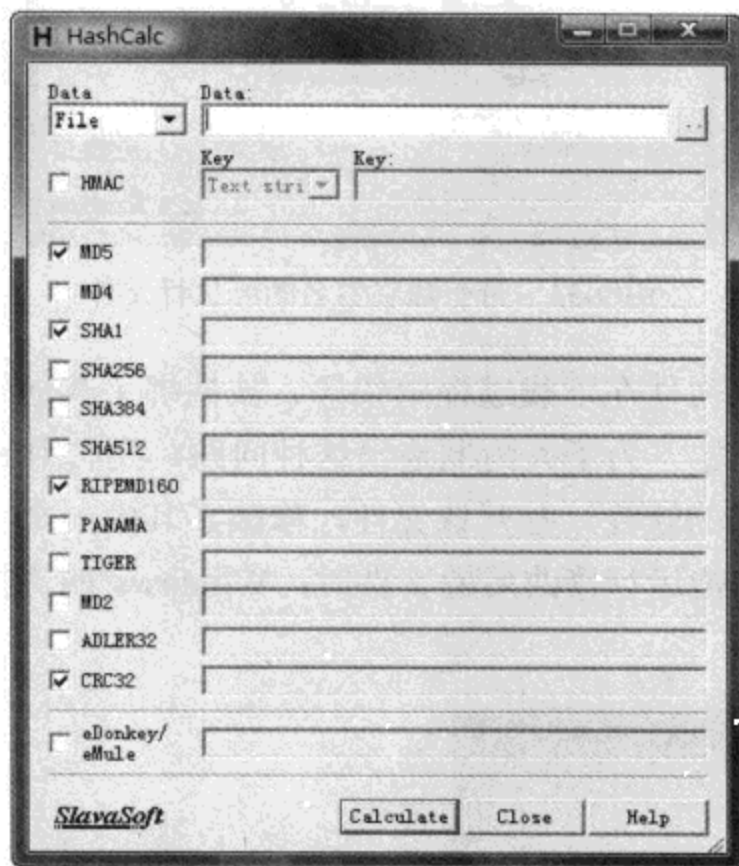 H HashCalc
Data Data:
File ..
Key Key:
HMAC Text stri
MD5
MD4
SHA1
SHA256
SHA384
SHA512
RIPEMD160
PANAMA
TIGER
MD2
ADLER32
CRC32
eDonkey/
eMule
SlavaSoft Calculate Close Help